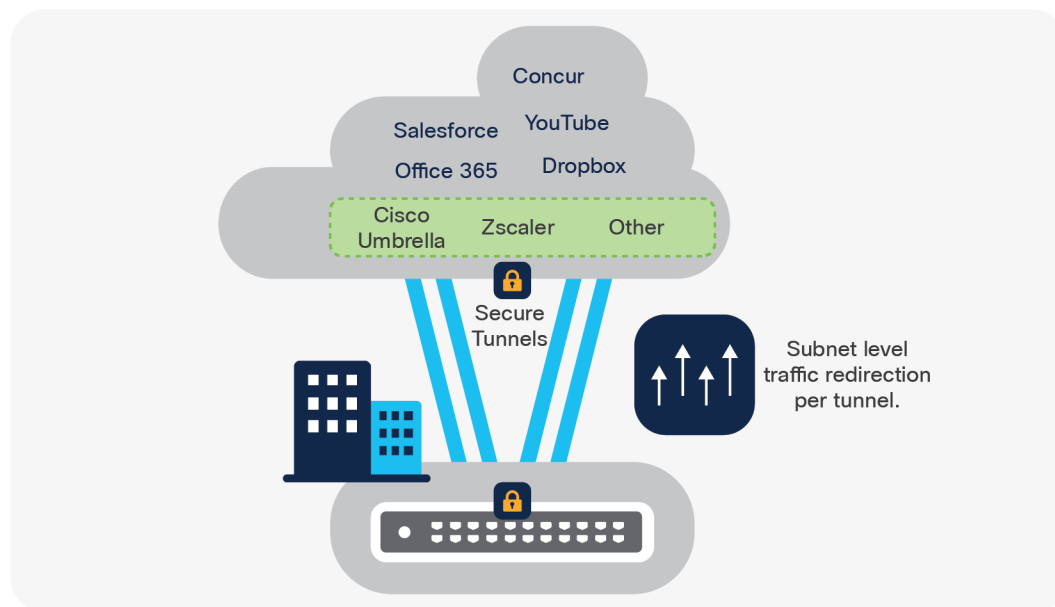 Concur
YouTube
Salesforce
Dropbox
Office 365
Cisco
Umbrella
Zscaler
Other
Secure
Tunnels
Subnet level
traffic redirection
per tunnel.